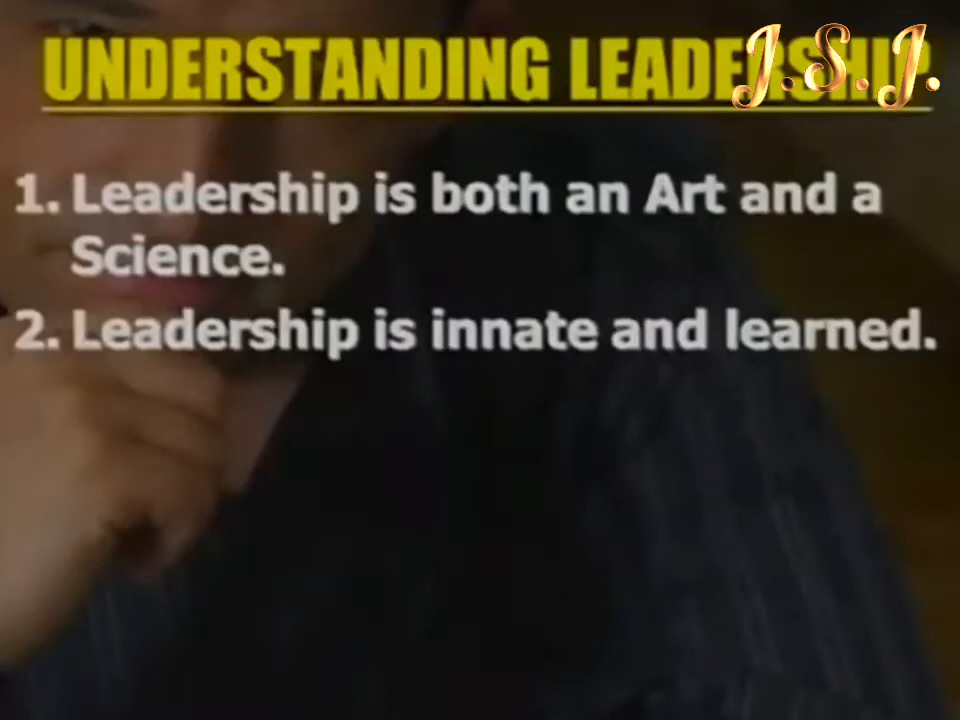 UNDERSTANDING LEADERSHIP
J.S.J.
1. Leadership is both an Art and a
Science.
2. Leadership is innate and learned.